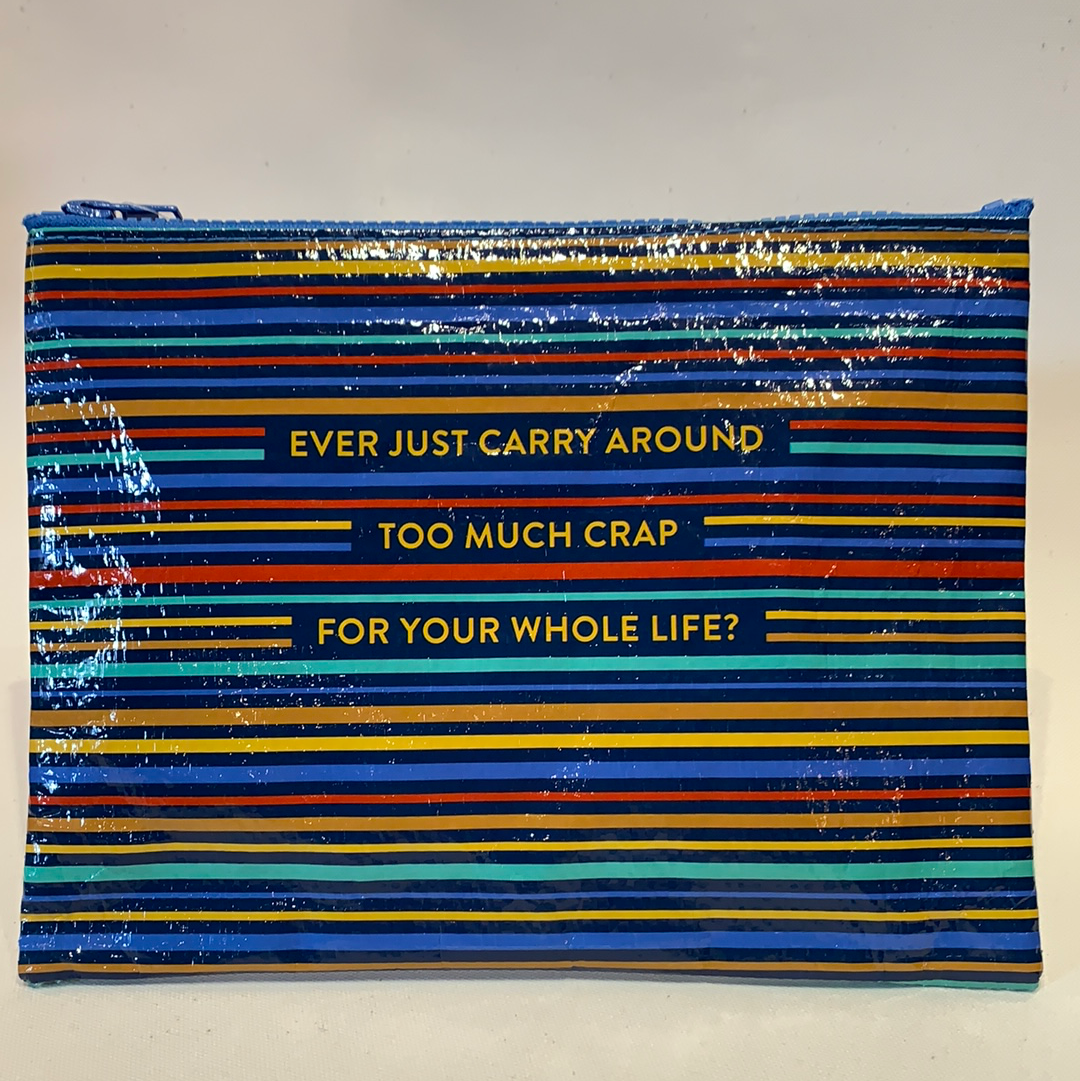 EVER JUST CARRY AROUND
TOO MUCH CRAP
FOR YOUR WHOLE LIFE?